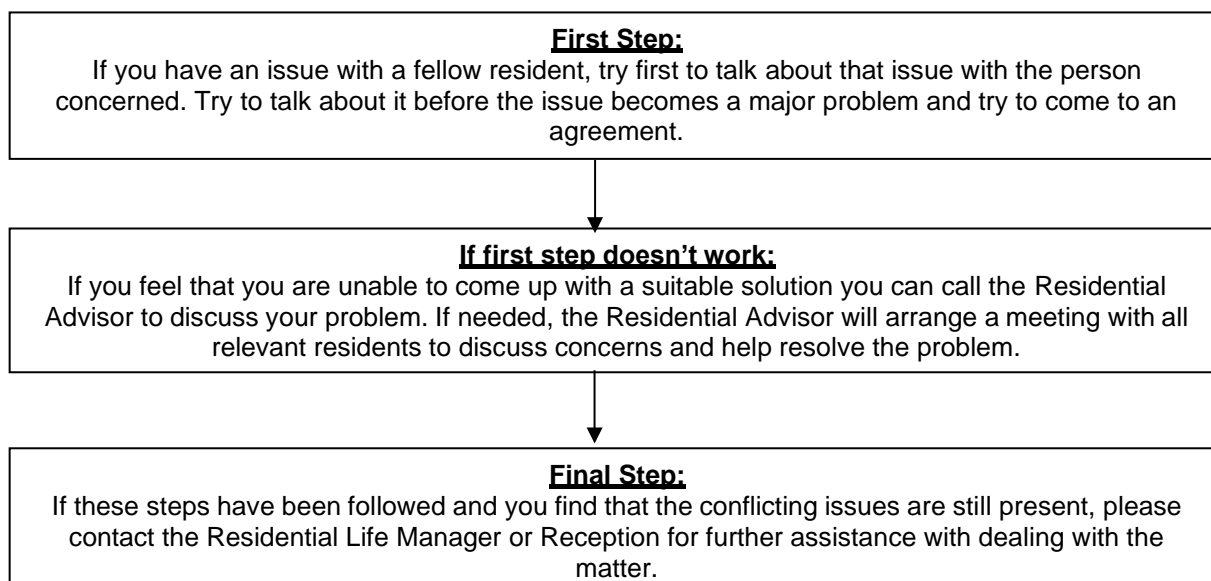 First Step:
If you have an issue with a fellow resident, try first to talk about that issue with the person
concerned. Try to talk about it before the issue becomes a major problem and try to come to an
agreement.
If first step doesn’t work:
If you feel that you are unable to come up with a suitable solution you can call the Residential
Advisor to discuss your problem. If needed, the Residential Advisor will arrange a meeting with all
relevant residents to discuss concerns and help resolve the problem.
Final Step:
If these steps have been followed and you find that the conflicting issues are still present, please
contact the Residential Life Manager or Reception for further assistance with dealing with the
matter.